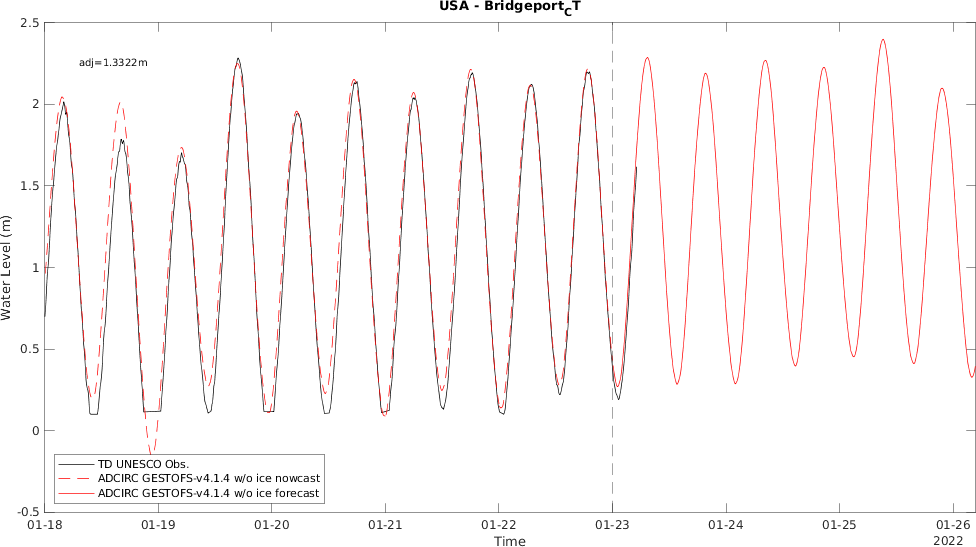 USA - Bridgeport_CT
adj=1.3322m
2.5
2
1.5
1
0.5
0
-0.5
Water Level (m)
TD UNESCO Obs.
ADCIRC GESTOFS-v4.1.4 w/o ice nowcast
ADCIRC GESTOFS-v4.1.4 w/o ice forecast
01-18 01-19 01-20 01-21 01-22 01-23 01-24 01-25 01-26
Time 2022